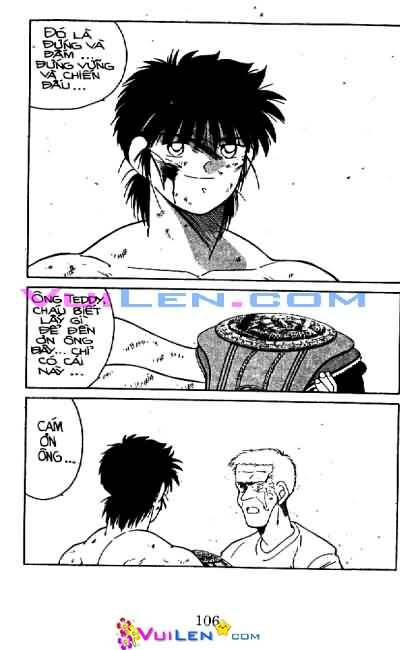 ĐÓ LÀ
ĐỨNG VÀ
ĐẤM...
ĐỨNG VỮNG
VÀ CHIẾN
ĐẤU...
ÔNG TEDDY,
CHÁU BIẾT
LẤY GÌ
ĐỂ ĐỀN
ƠN ÔNG
ĐÂY... CHỈ
CÓ CÁI
NÀY...
VUILEN.COM
CÁM
ƠN
ÔNG...
106
VUILEN.COM